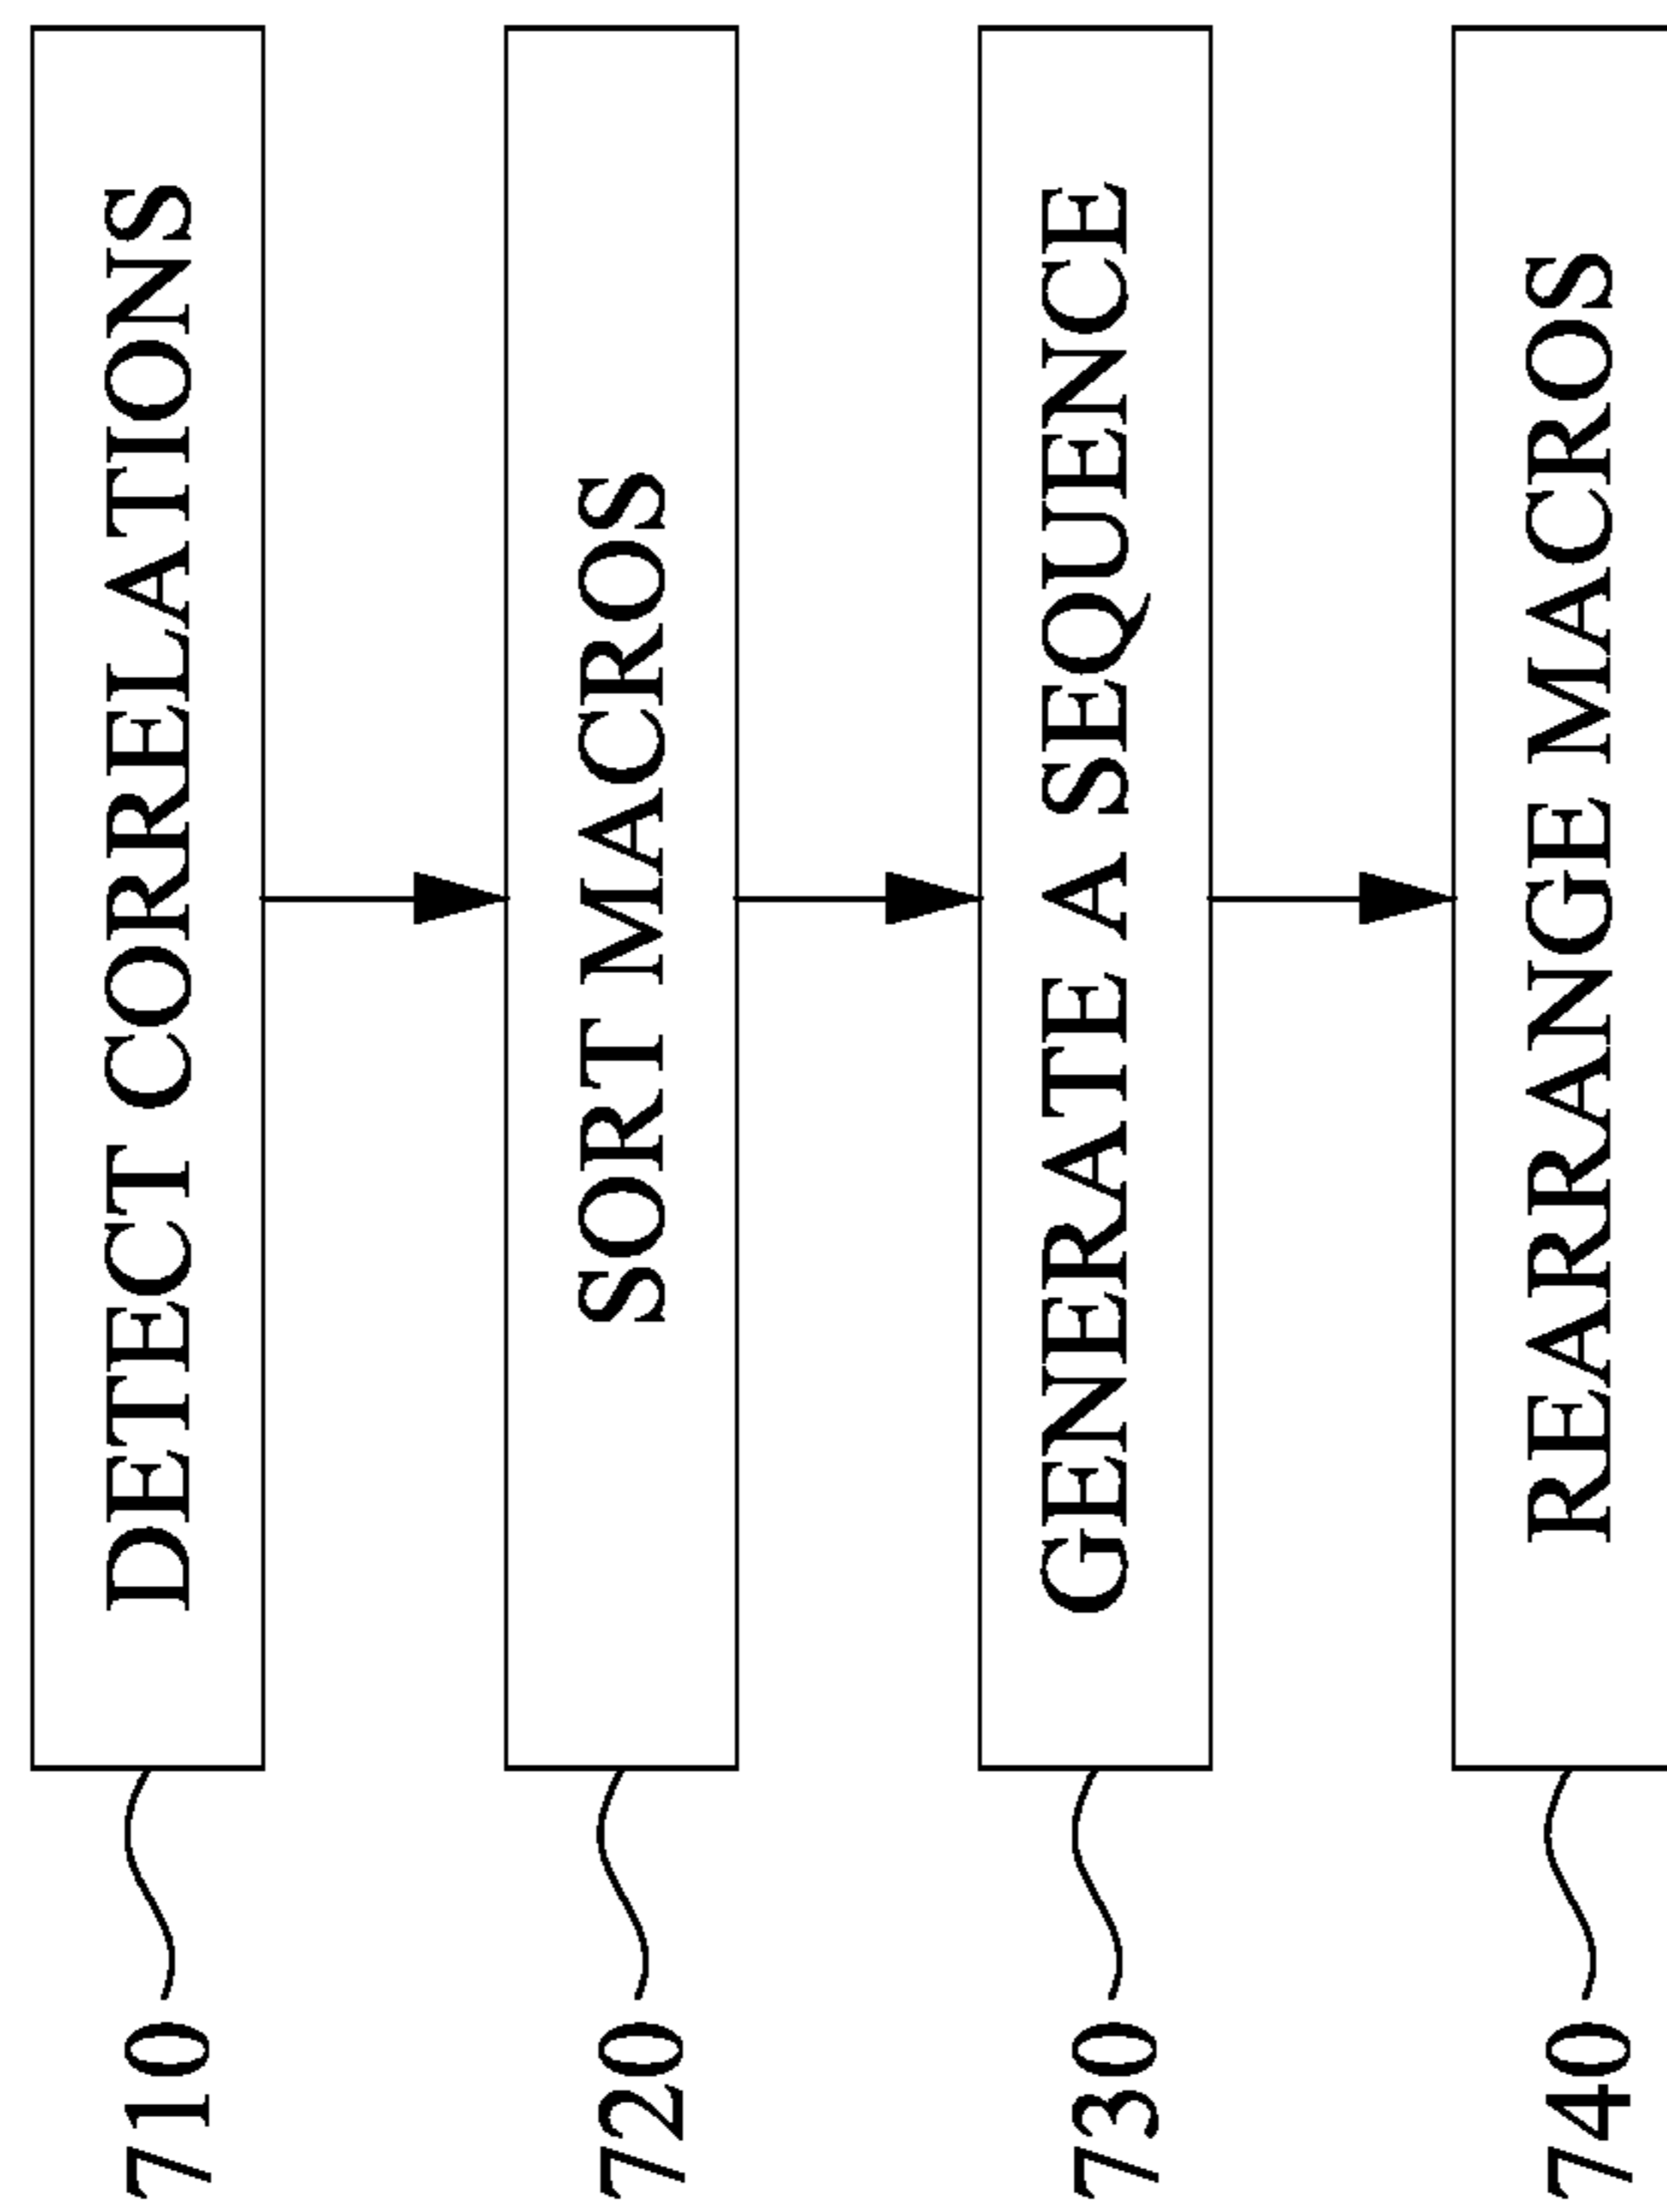 710 DETECT CORRELATIONS
720 SORT MACROS
730 GENERATE A SEQUENCE
740 REARRANGE MACROS